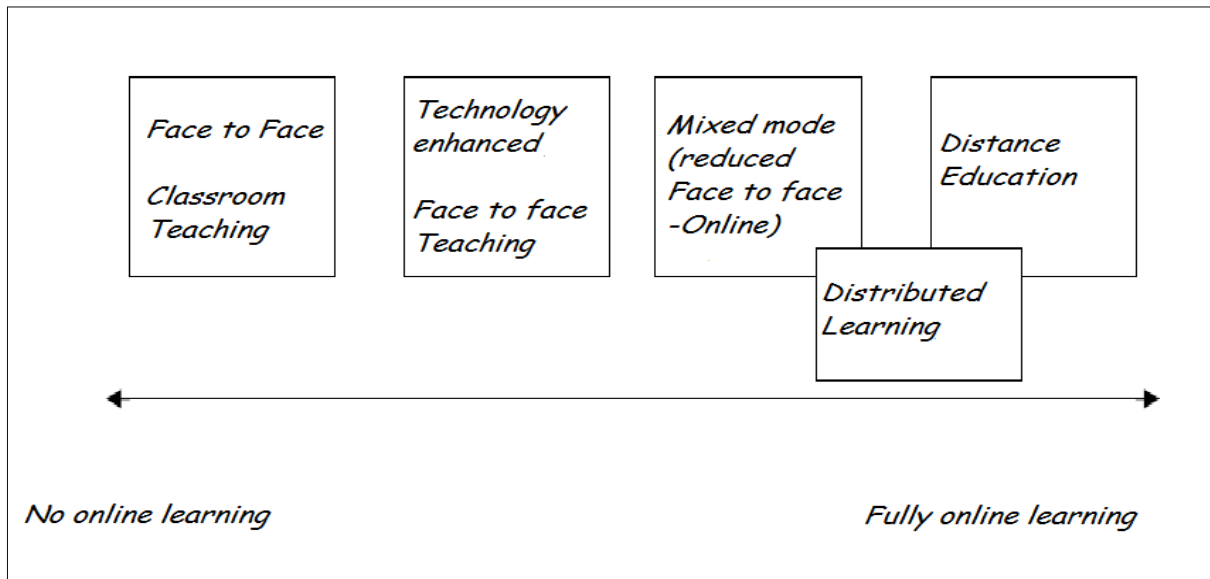 Face to Face
Classroom
Teaching
Technology
enhanced
Face to face
Teaching
Mixed mode
(reduced
Face to face
-Online)
Distance
Education
Distributed
Learning
No online learning
Fully online learning